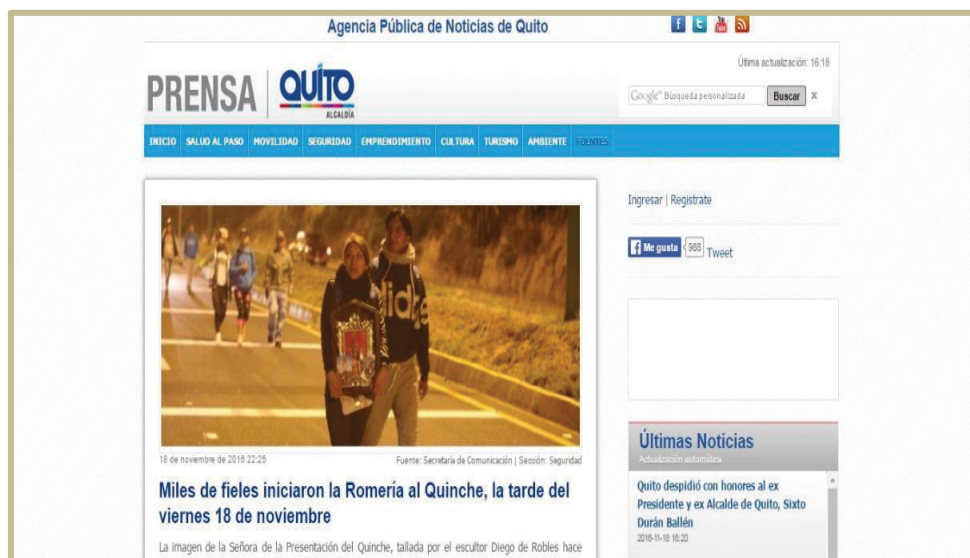 Agencia Pública de Noticias de Quito
Última actualización: 16:18
PRENSA QUITO
ALCALDÍA
Google™ Búsqueda personalizada Buscar ×
INICIO SALUD AL PASO MOVILIDAD SEGURIDAD EMPRENDIMIENTO CULTURA TURISMO AMBIENTE FUENTES
Ingresar | Registrate
Me gusta 988 Tweet
18 de noviembre de 2016 22:25 Fuente: Secretaría de Comunicación | Sección: Seguridad
Miles de fieles iniciaron la Romería al Quinche, la tarde del
viernes 18 de noviembre
La imagen de la Señora de la Presentación del Quinche, tallada por el escultor Diego de Robles hace
Últimas Noticias
Actualización automática
Quito despidió con honores al ex
Presidente y ex Alcalde de Quito, Sixto
Durán Ballén
2016-11-18 16:20